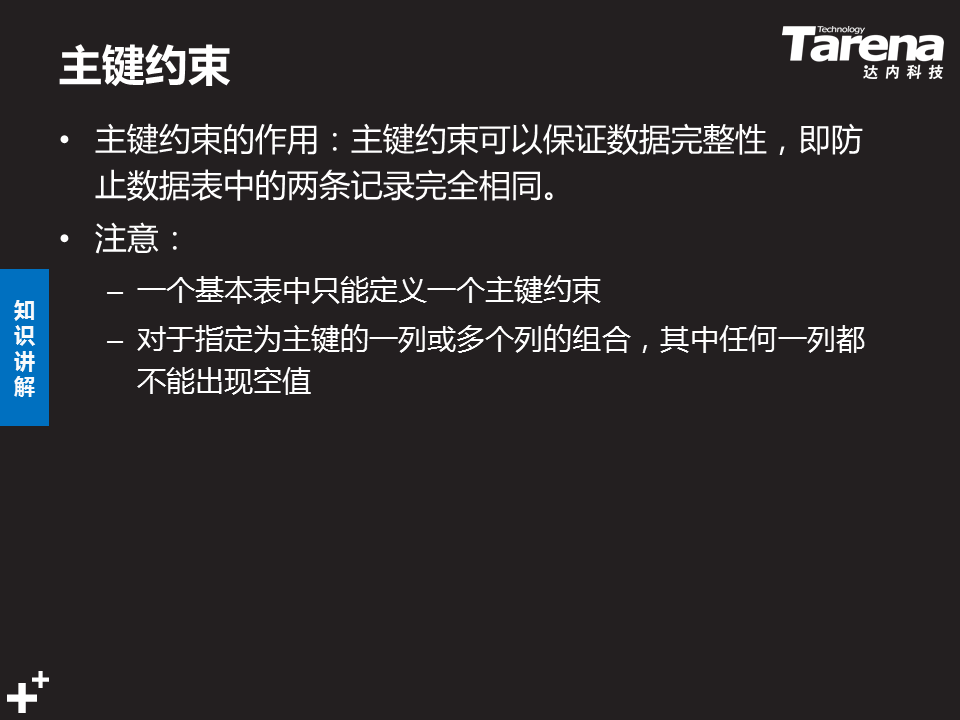 主键约束
Technology
Tarena
达内科技
• 主键约束的作用：主键约束可以保证数据完整性，即防
止数据表中的两条记录完全相同。
• 注意：
– 一个基本表中只能定义一个主键约束
– 对于指定为主键的一列或多个列的组合，其中任何一列都
不能出现空值
知
识
讲
解